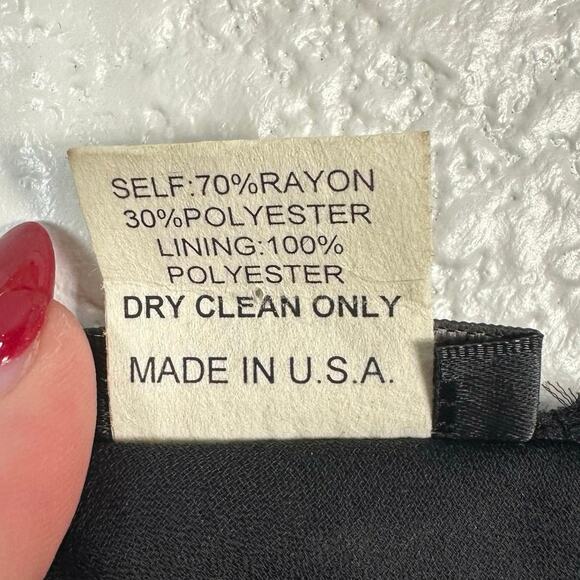 SELF:70%RAYON
30%POLYESTER
LINING:100%
POLYESTER
DRY CLEAN ONLY
MADE IN U.S.A.